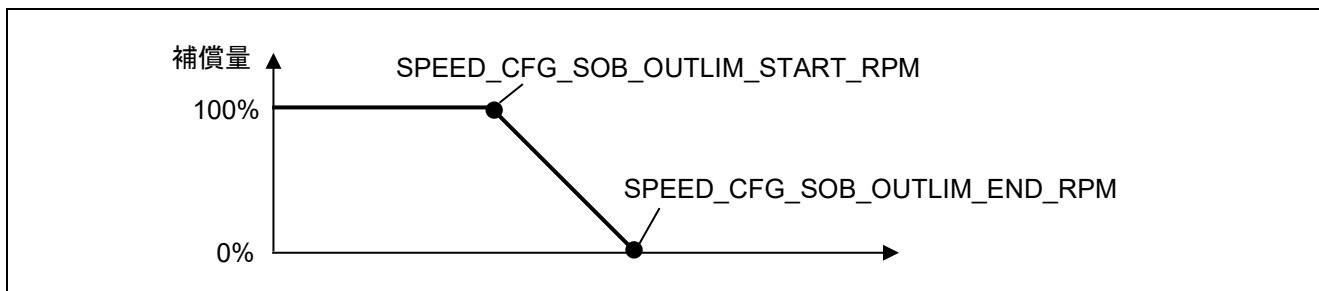 補償量
SPEED_CFG_SOB_OUTLIM_START_RPM
100%
SPEED_CFG_SOB_OUTLIM_END_RPM
0%